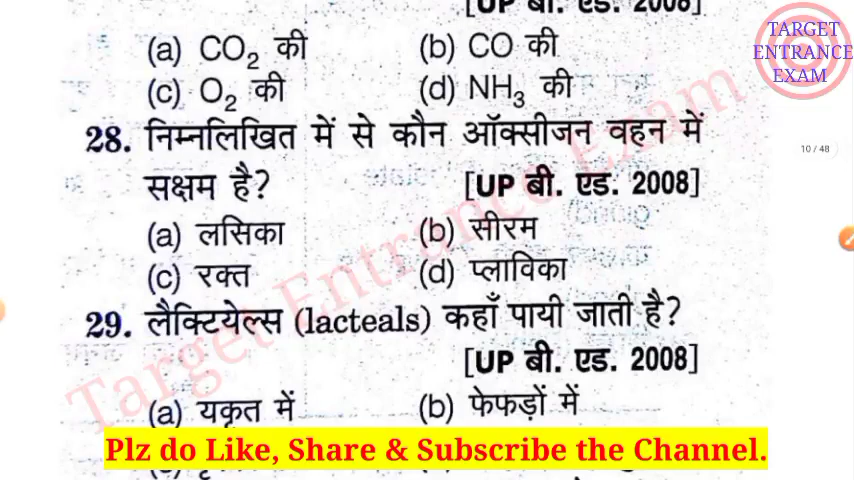 [UP बी. एड. 2008]
(a) CO₂ की (b) CO की
(c) O₂ की (d) NH₃ की
28. निम्नलिखित में से कौन ऑक्सीजन वहन में
सक्षम है? [UP बी. एड. 2008]
(a) लसिका (b) सीरम
(c) रक्त (d) प्लाविका
29. लैक्टियेल्स (lacteals) कहाँ पायी जाती है?
[UP बी. एड. 2008]
(a) यकृत में (b) फेफड़ों में
Plz do Like, Share & Subscribe the Channel.
TARGET
ENTRANCE
EXAM
10 / 48
Target Entrance Exam